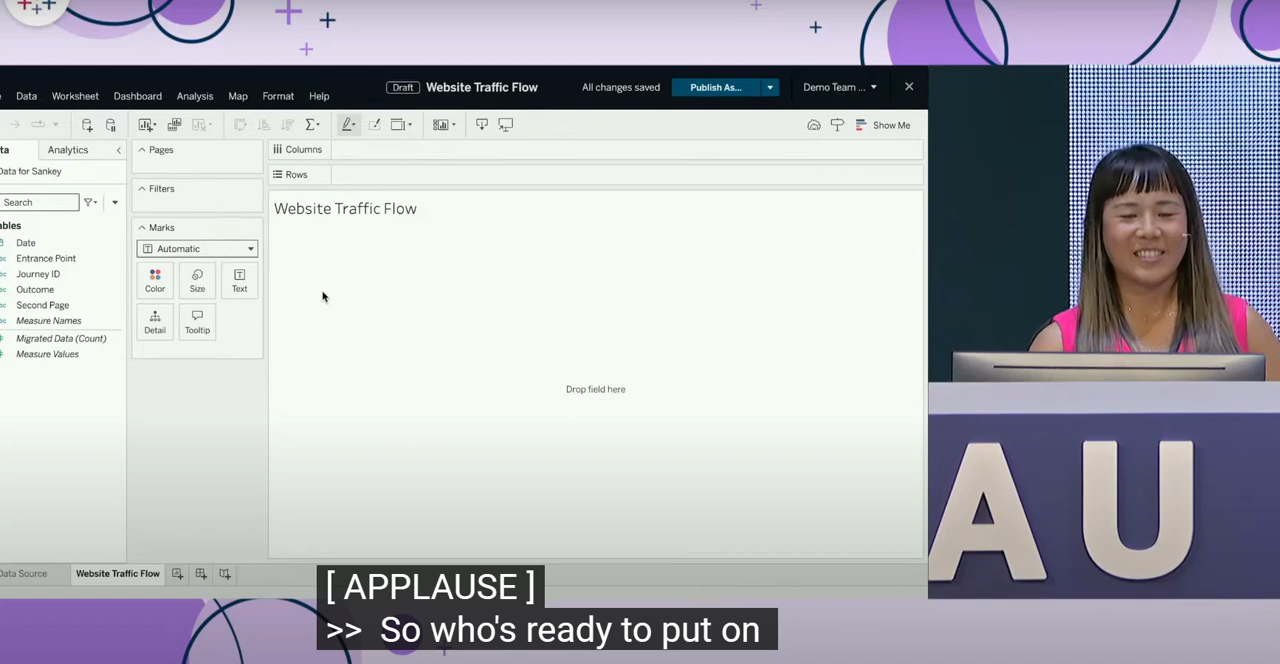 Draft Website Traffic Flow All changes saved Publish As... Demo Team ...
Data Worksheet Dashboard Analysis Map Format Help
Show Me
ta Analytics Pages Columns
Data for Sankey
Rows
Search Filters
Website Traffic Flow
ables
Marks
Date
Automatic
Entrance Point
Journey ID
Outcome
Color Size Text
Second Page
Measure Names
Detail Tooltip
Migrated Data (Count)
Measure Values
Drop field here
Data Source Website Traffic Flow
AU
[ APPLAUSE ]
>> So who's ready to put on